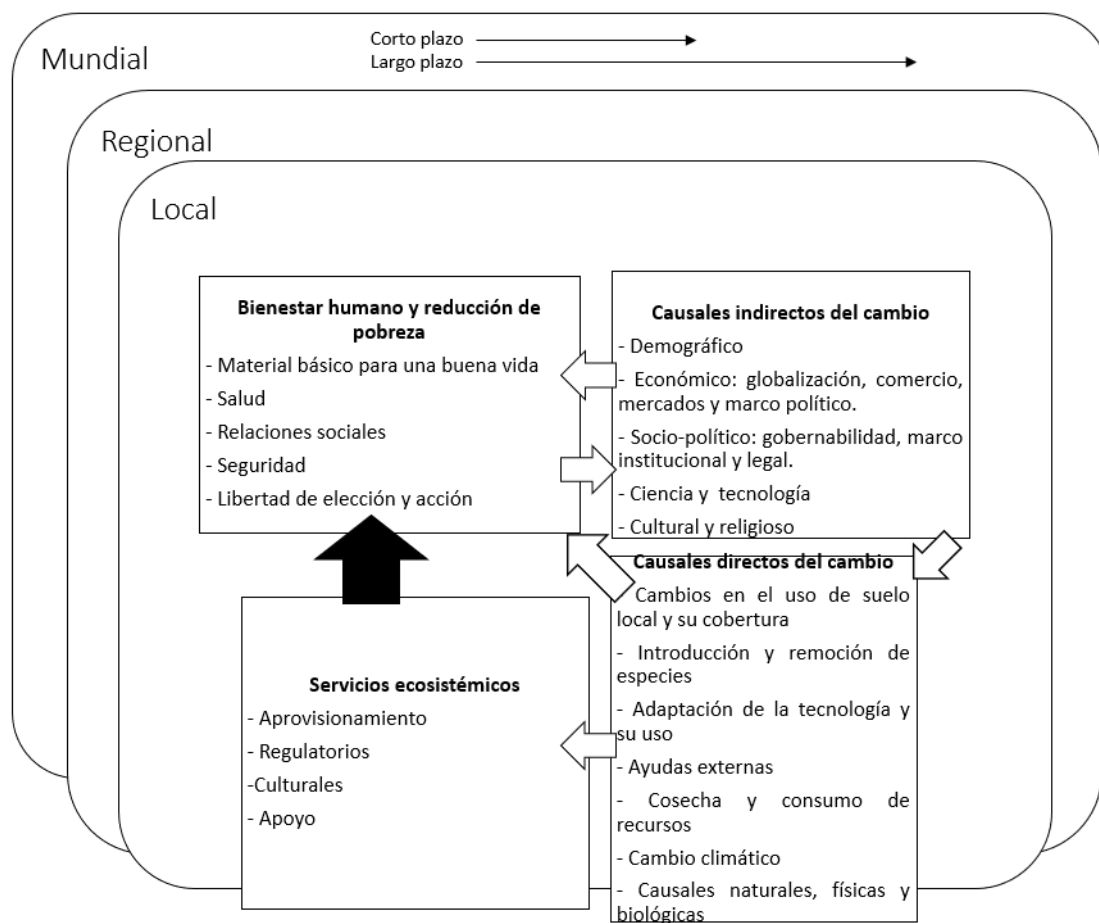 Mundial
Corto plazo
Largo plazo
Regional
Local
Bienestar humano y reducción de
pobreza
- Material básico para una buena vida
- Salud
- Relaciones sociales
- Seguridad
- Libertad de elección y acción
Causales indirectos del cambio
- Demográfico
- Económico: globalización, comercio,
mercados y marco político.
- Socio-político: gobernabilidad, marco
institucional y legal.
- Ciencia y tecnología
- Cultural y religioso
Servicios ecosistémicos
- Aprovisionamiento
- Regulatorios
-Culturales
- Apoyo
Causales directos del cambio
Cambios en el uso de suelo
local y su cobertura
- Introducción y remoción de
especies
- Adaptación de la tecnología y
su uso
- Ayudas externas
- Cosecha y consumo de
recursos
- Cambio climático
- Causales naturales, físicas y
biológicas